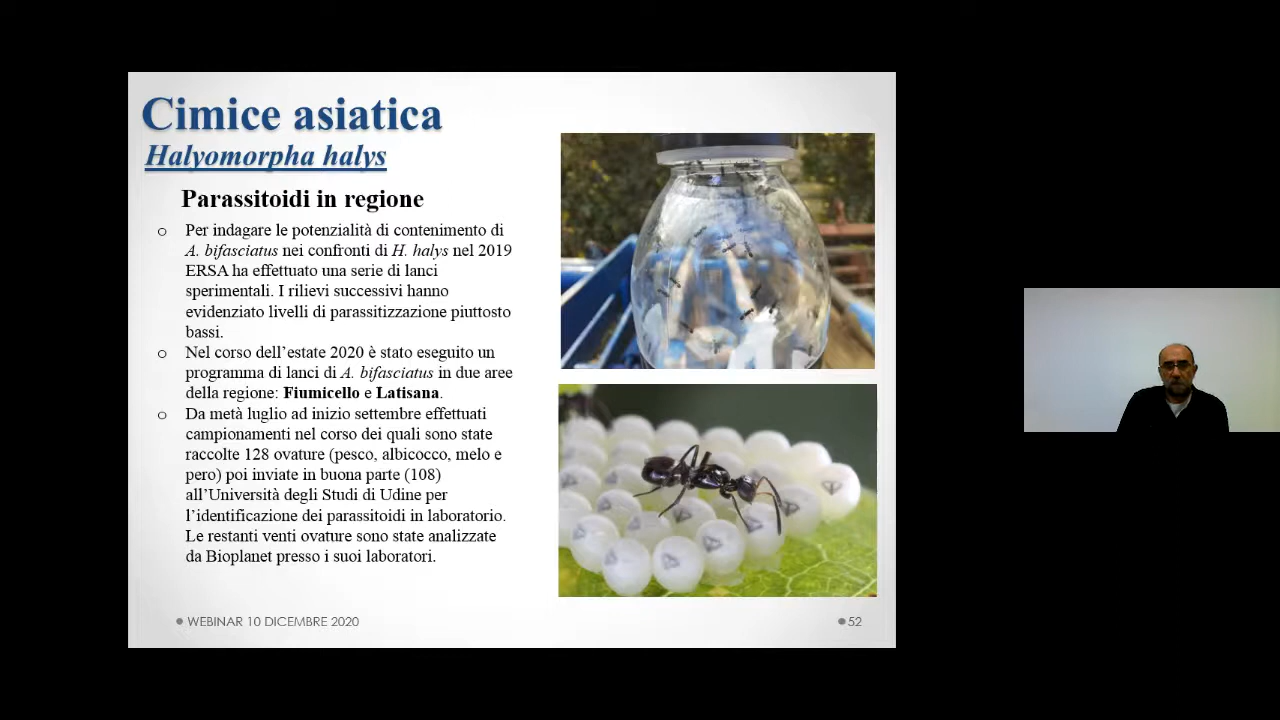 Cimice asiatica
Halyomorpha halys
Parassitoidi in regione
o Per indagare le potenzialità di contenimento di
A. bifasciatus nei confronti di H. halys nel 2019
ERSA ha effettuato una serie di lanci
sperimentali. I rilievi successivi hanno
evidenziato livelli di parassitizzazione piuttosto
bassi.
o Nel corso dell’estate 2020 è stato eseguito un
programma di lanci di A. bifasciatus in due aree
della regione: Fiumicello e Latisana.
o Da metà luglio ad inizio settembre effettuati
campionamenti nel corso dei quali sono state
raccolte 128 ovature (pesco, albicocco, melo e
pero) poi inviate in buona parte (108)
all’Università degli Studi di Udine per
l’identificazione dei parassitoidi in laboratorio.
Le restanti venti ovature sono state analizzate
da Bioplanet presso i suoi laboratori.
● WEBINAR 10 DICEMBRE 2020
● 52